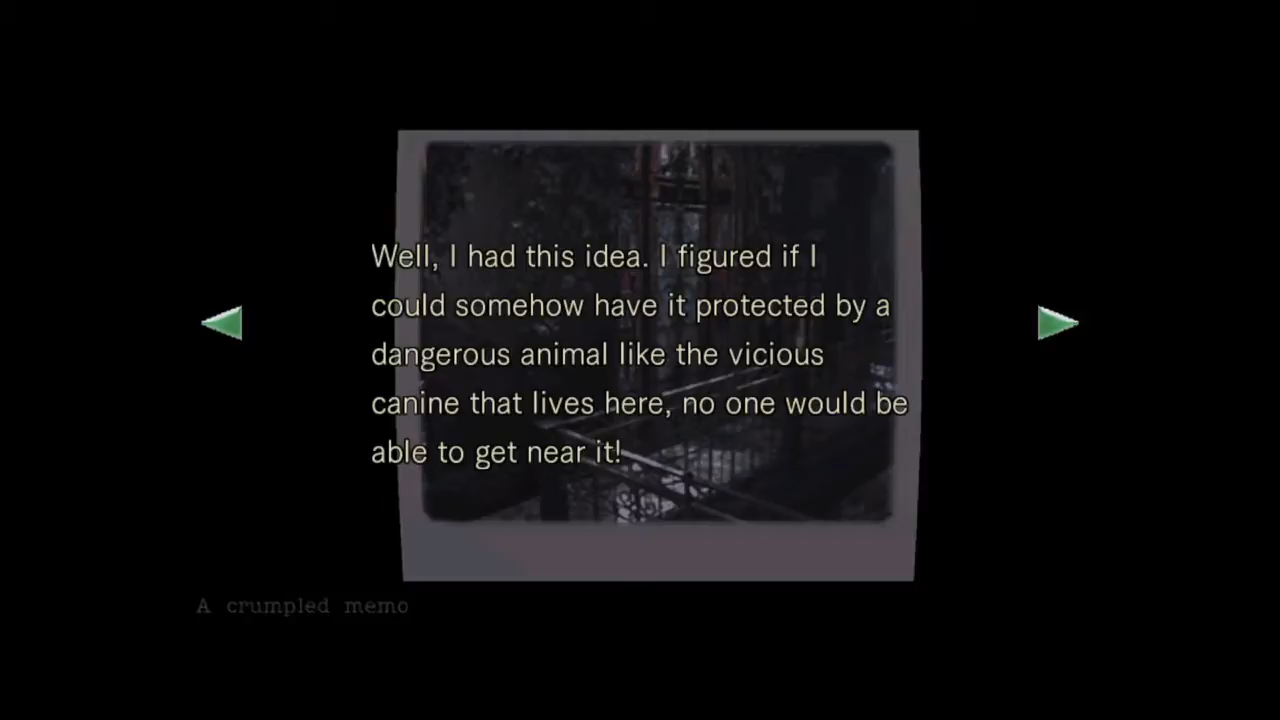 Well, I had this idea. I figured if I
could somehow have it protected by a
dangerous animal like the vicious
canine that lives here, no one would be
able to get near it!
A crumpled memo